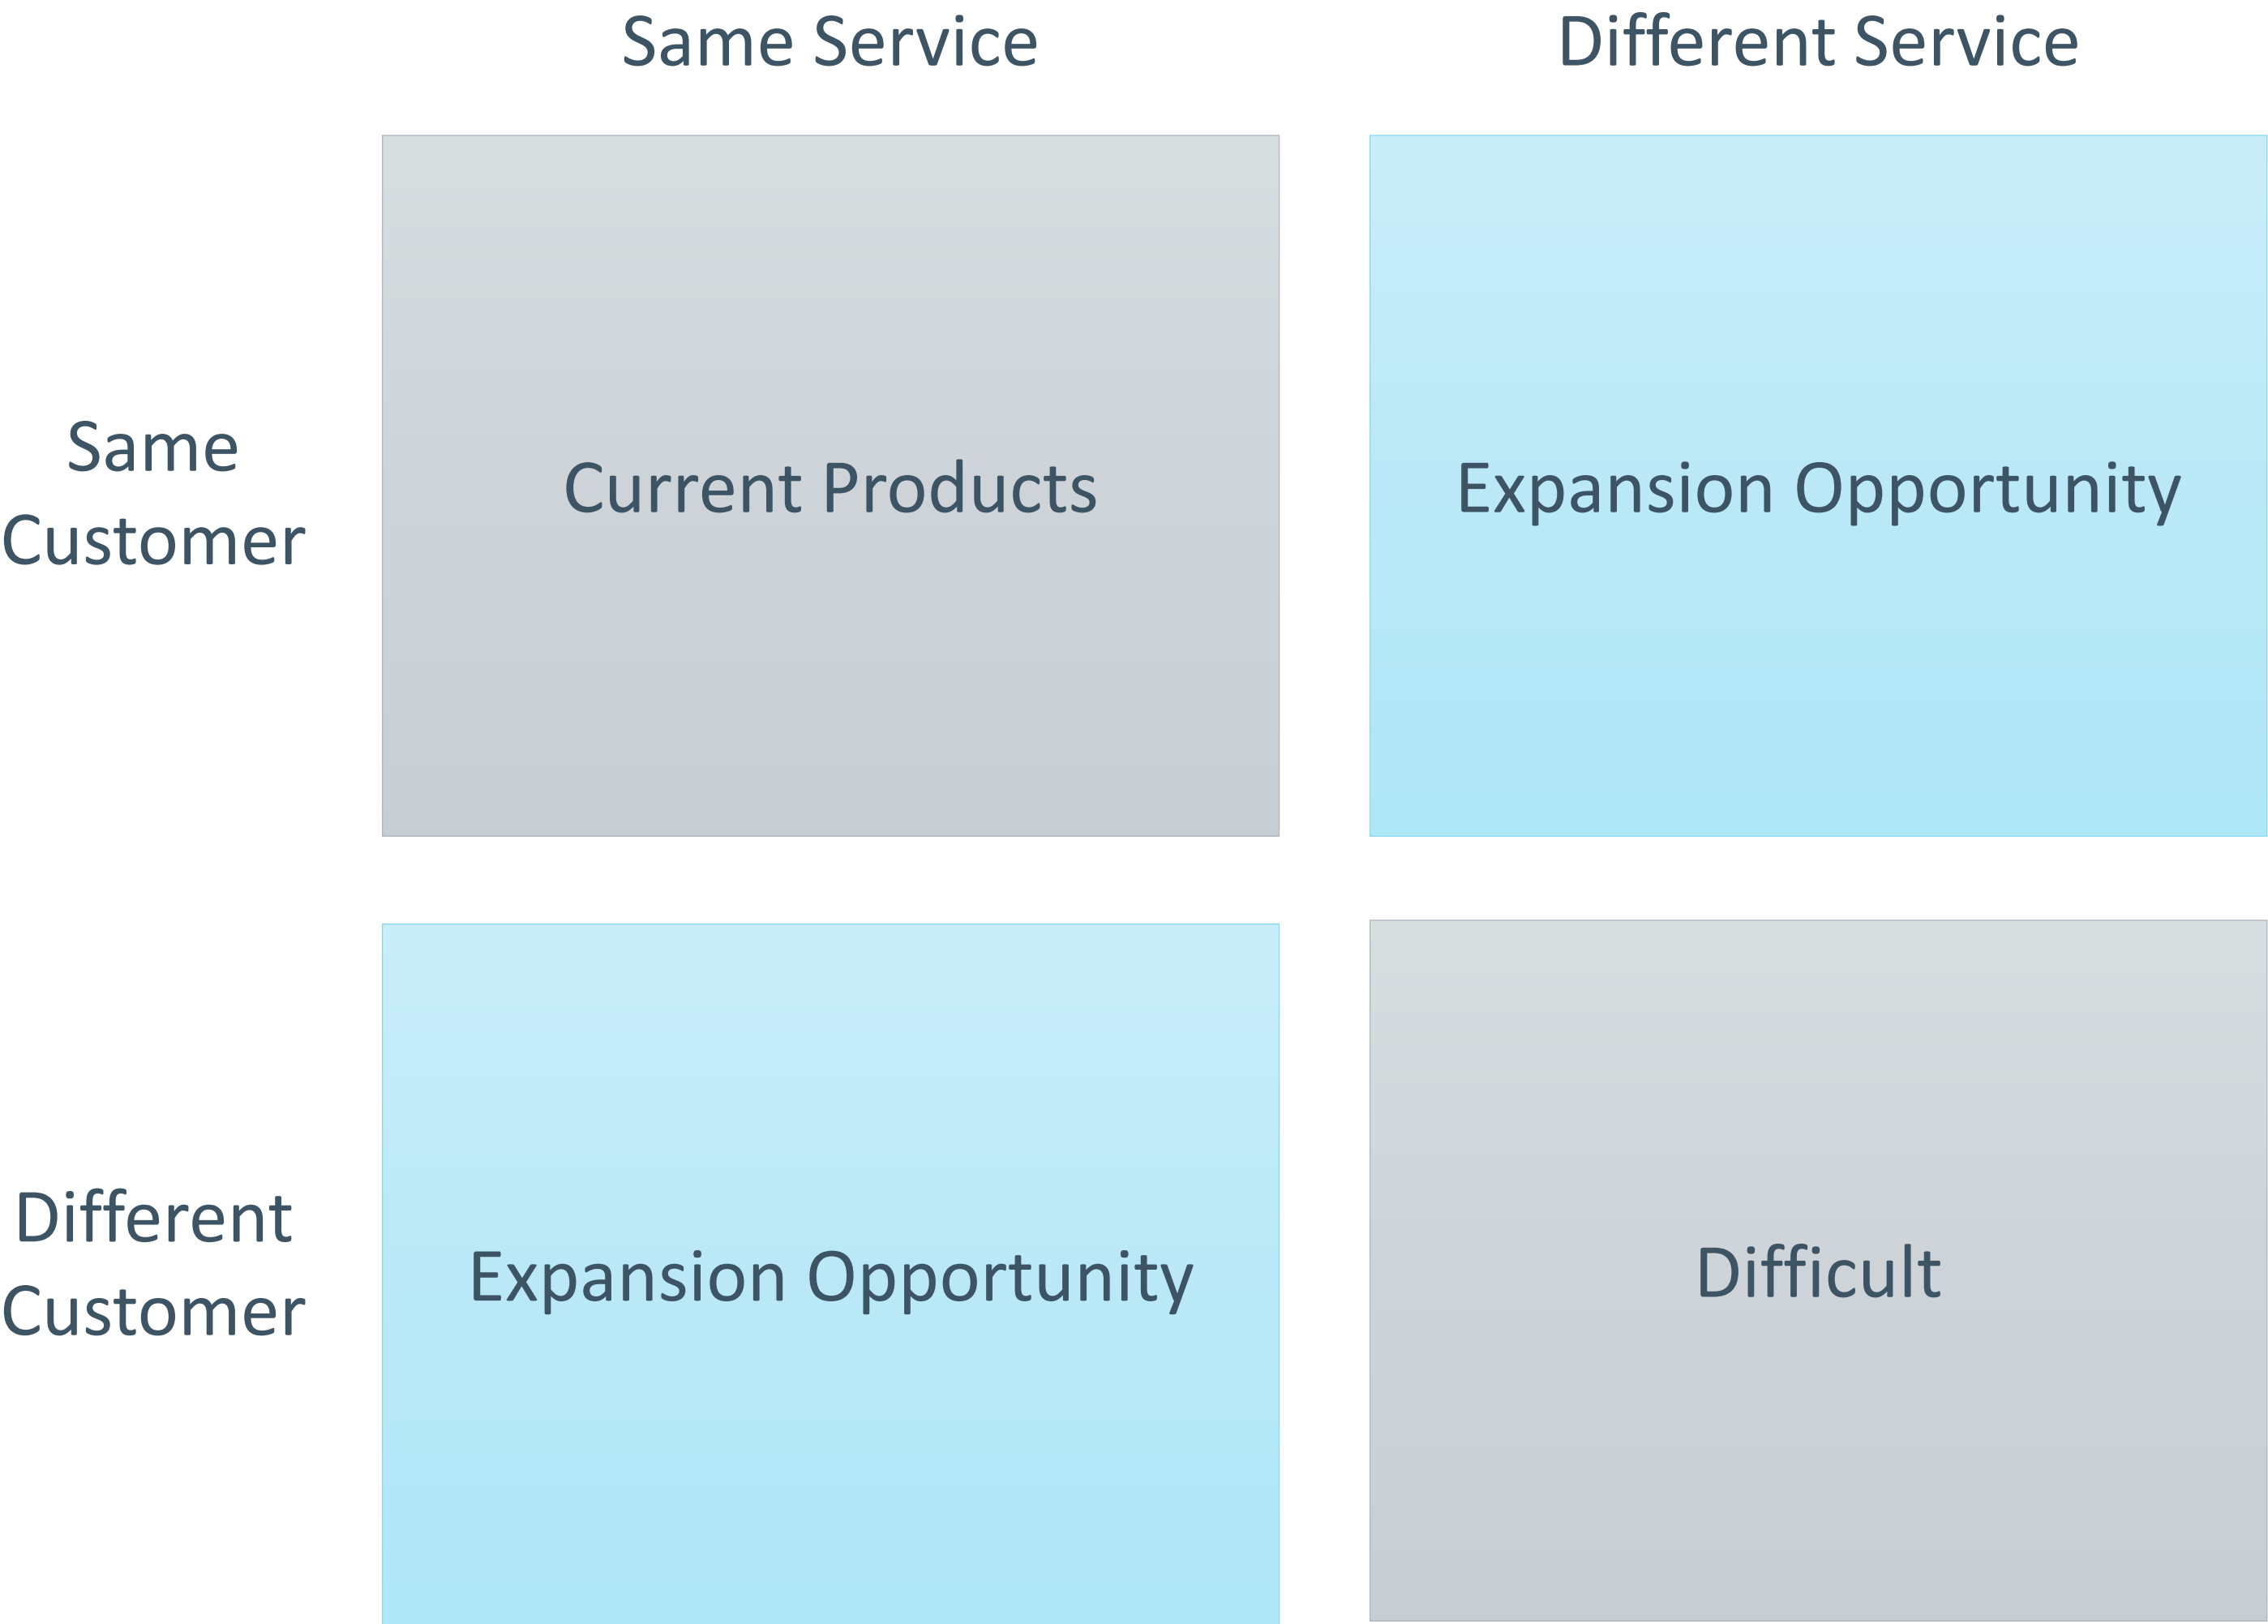 Same Service
Different Service
Same
Customer
Current Products
Expansion Opportunity
Different
Customer
Expansion Opportunity
Difficult